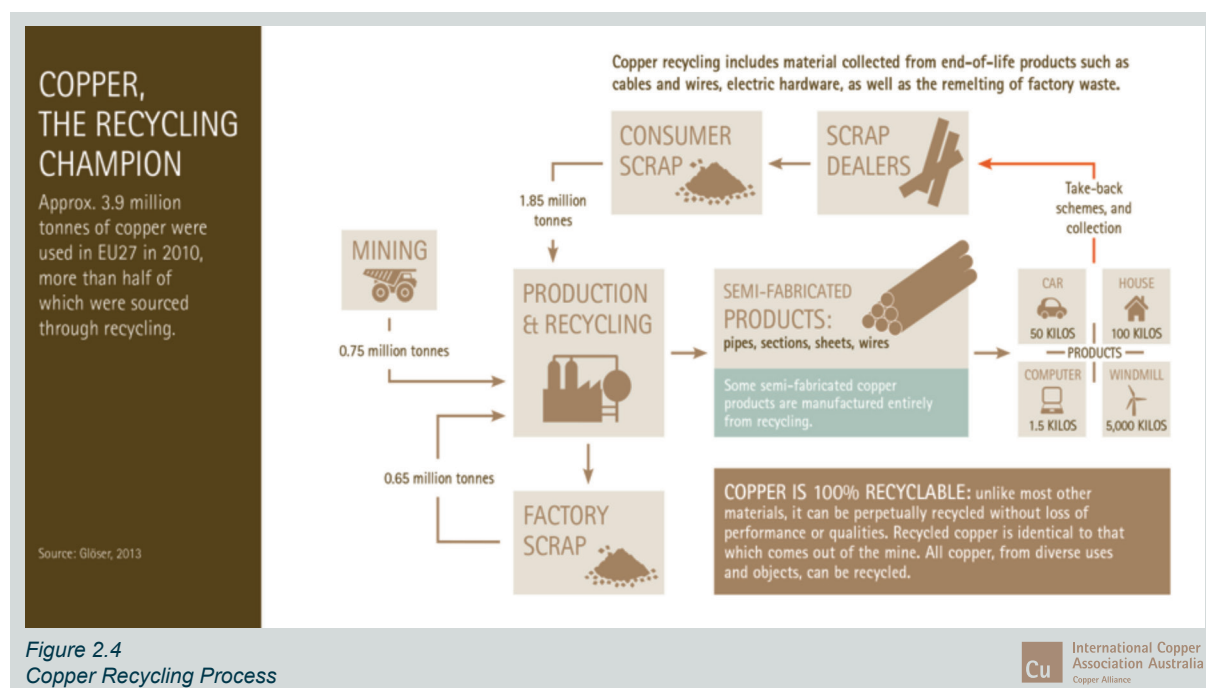 COPPER,
THE RECYCLING
CHAMPION
Approx. 3.9 million
tonnes of copper were
used in EU27 in 2010,
more than half of
which were sourced
through recycling.
Source: Glöser, 2013
Copper recycling includes material collected from end-of-life products such as
cables and wires, electric hardware, as well as the remelting of factory waste.
CONSUMER
SCRAP
SCRAP
DEALERS
1.85 million
tonnes
Take-back
schemes, and
collection
MINING
0.75 million tonnes
PRODUCTION
& RECYCLING
SEMI-FABRICATED
PRODUCTS:
pipes, sections, sheets, wires
Some semi-fabricated copper
products are manufactured entirely
from recycling.
CAR
50 KILOS
HOUSE
100 KILOS
PRODUCTS
COMPUTER
1.5 KILOS
WINDMILL
5,000 KILOS
0.65 million tonnes
FACTORY
SCRAP
COPPER IS 100% RECYCLABLE: unlike most other
materials, it can be perpetually recycled without loss of
performance or qualities. Recycled copper is identical to that
which comes out of the mine. All copper, from diverse uses
and objects, can be recycled.
Figure 2.4
Copper Recycling Process
Cu
International Copper
Association Australia
Copper Alliance